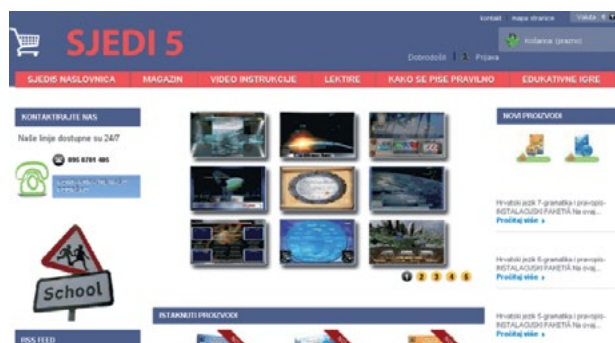 kontakt mapa stranice Valuta : €
SJEDI 5
Košarica (prazno)
Dobrodošli Prijava
SJEDI5 NASLOVNICA MAGAZIN VIDEO INSTRUKCIJE LEKTIRE KAKO SE PIŠE PRAVILNO EDUKATIVNE IGRE
KONTAKTIRAJTE NAS
Naše linije dostupne su 24/7
095 8781 405
School
RSS FEED
1 2 3 4 5
ISTAKNUTI PROIZVODI
NOVI PROIZVODI
Hrvatski jezik 7-gramatika i pravopis-
INSTALACIJSKI PAKETIĆ Na ovaj...
Pročitaj više
Hrvatski jezik 6-gramatika i pravopis-
INSTALACIJSKI PAKETIĆ Na ovaj...
Pročitaj više
Hrvatski jezik 5-gramatika i pravopis-
INSTALACIJSKI PAKETIĆ Na ovaj...
Pročitaj više